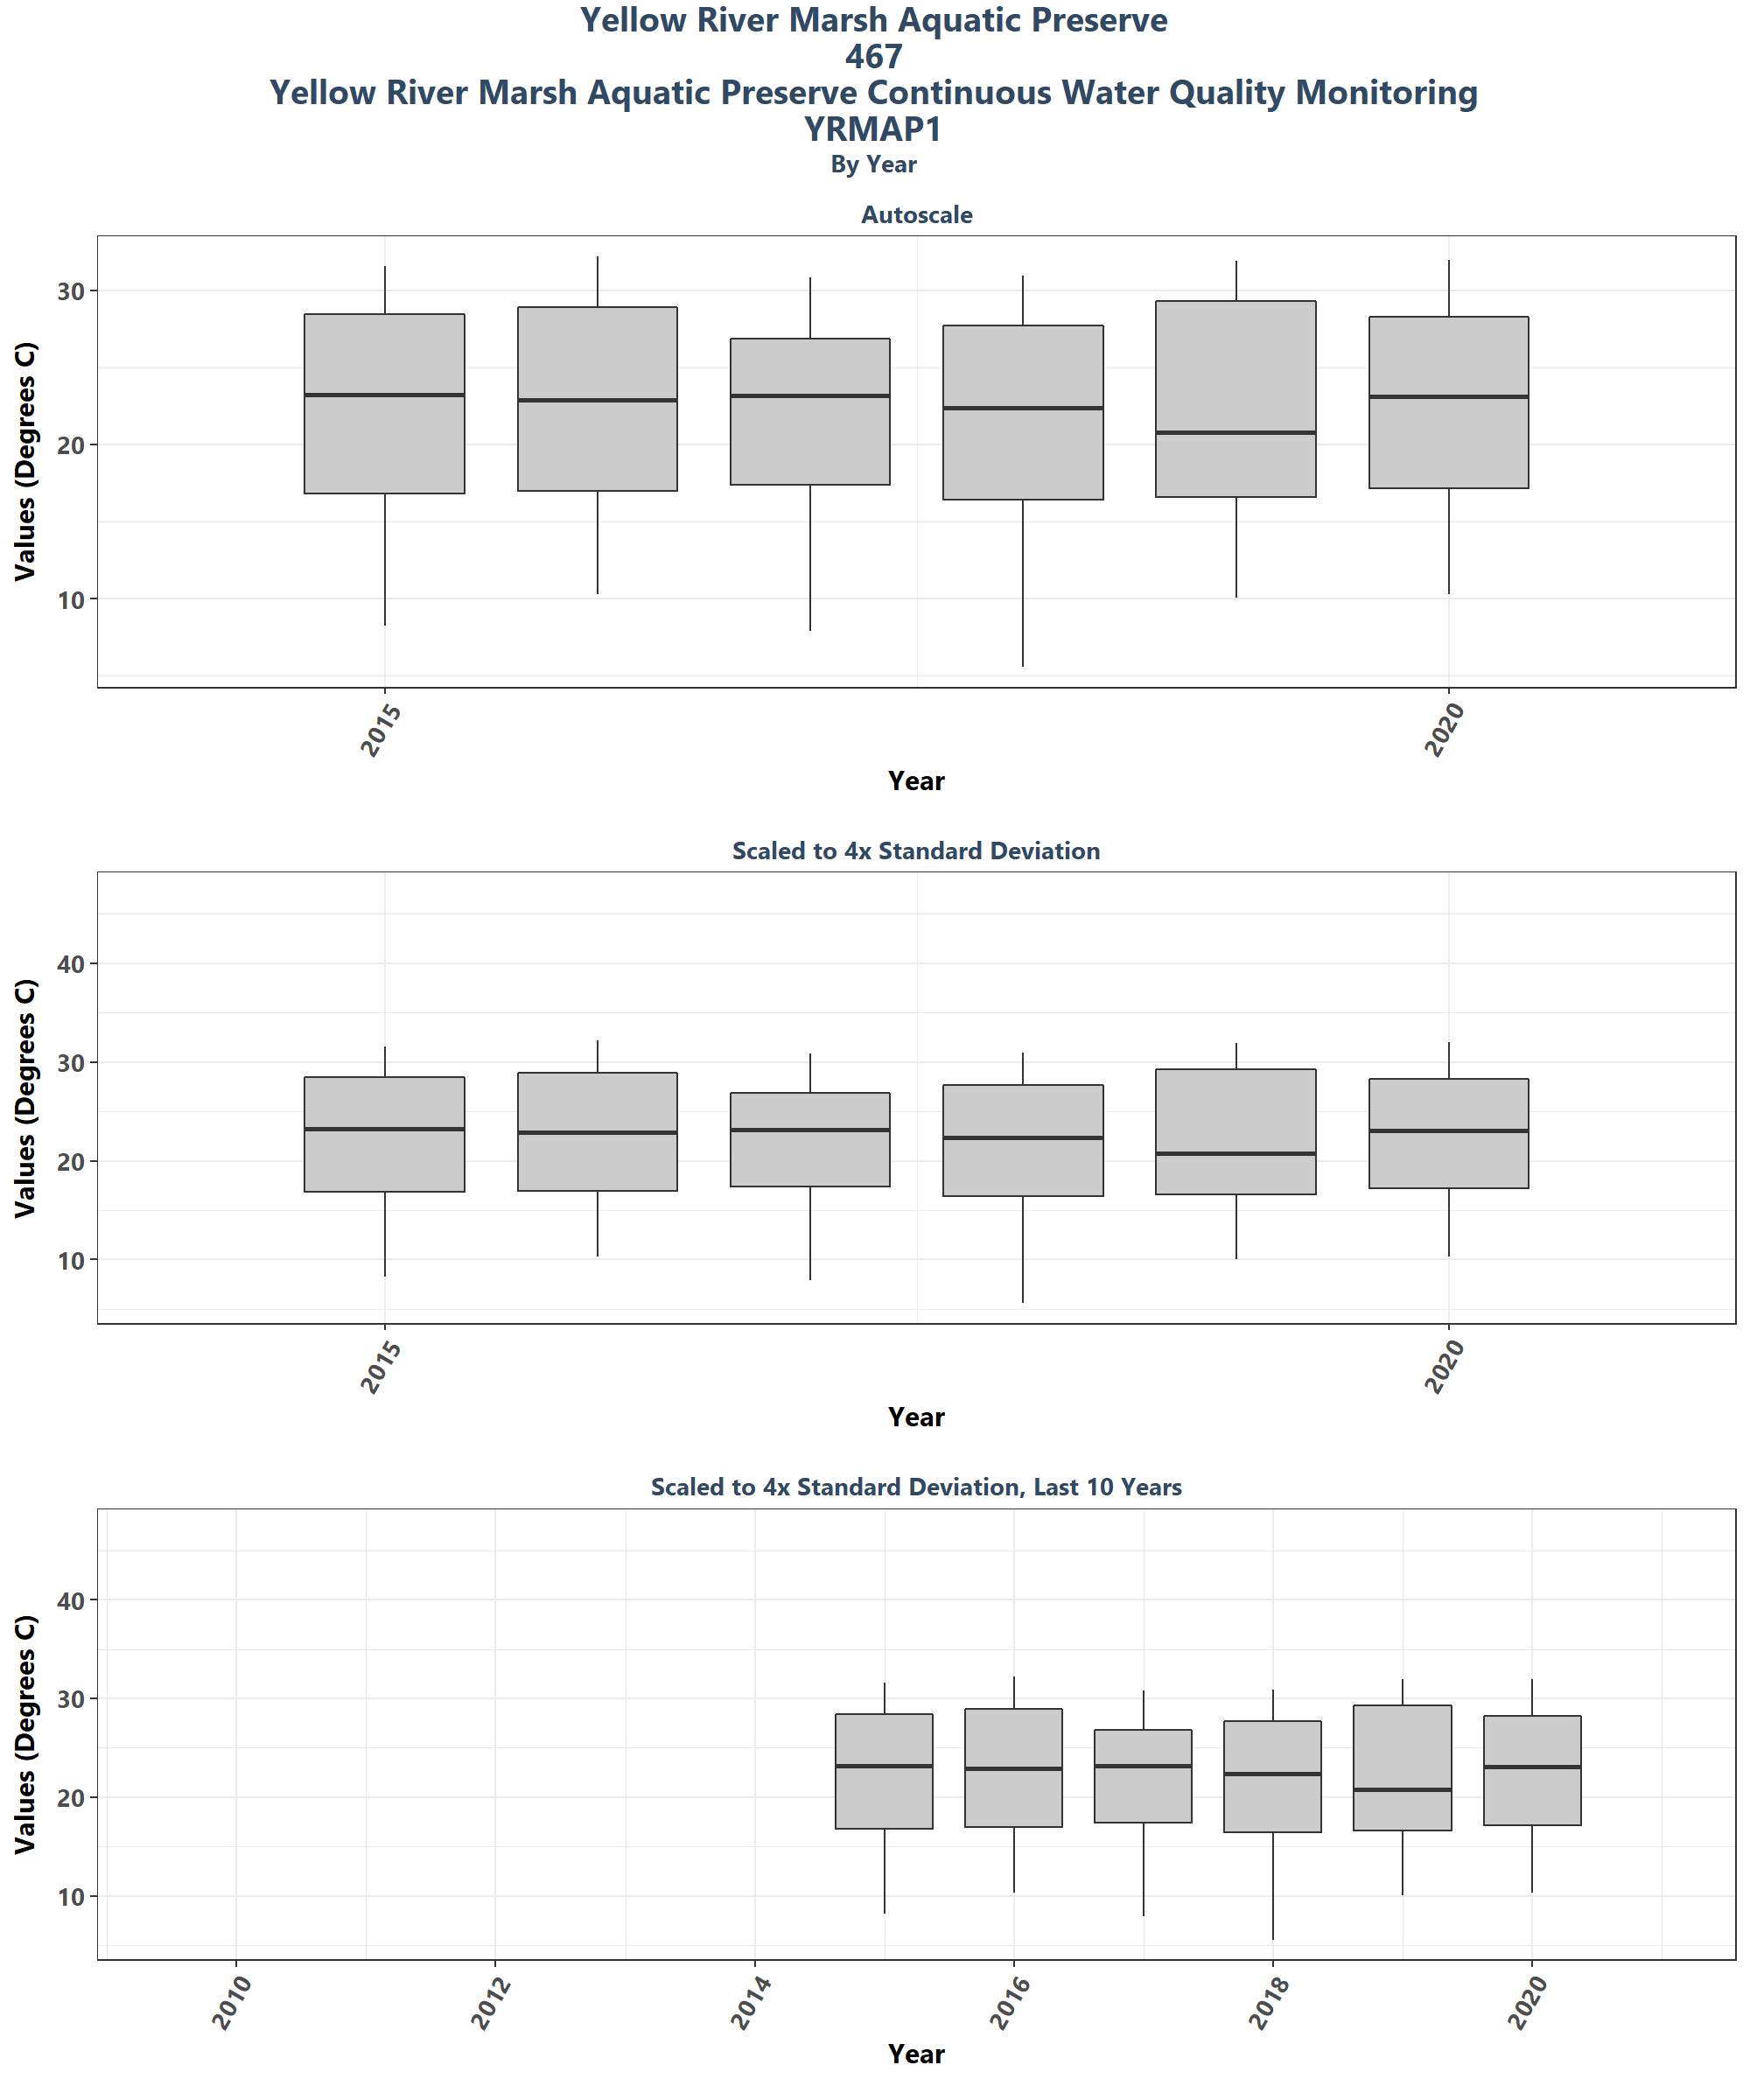 Yellow River Marsh Aquatic Preserve
467
Yellow River Marsh Aquatic Preserve Continuous Water Quality Monitoring
YRMAP1
By Year
Autoscale
Values (Degrees C)
30
20
10
2015
2020
Year
Scaled to 4x Standard Deviation
Values (Degrees C)
40
30
20
10
2015
2020
Year
Scaled to 4x Standard Deviation, Last 10 Years
Values (Degrees C)
40
30
20
10
2010
2012
2014
2016
2018
2020
Year